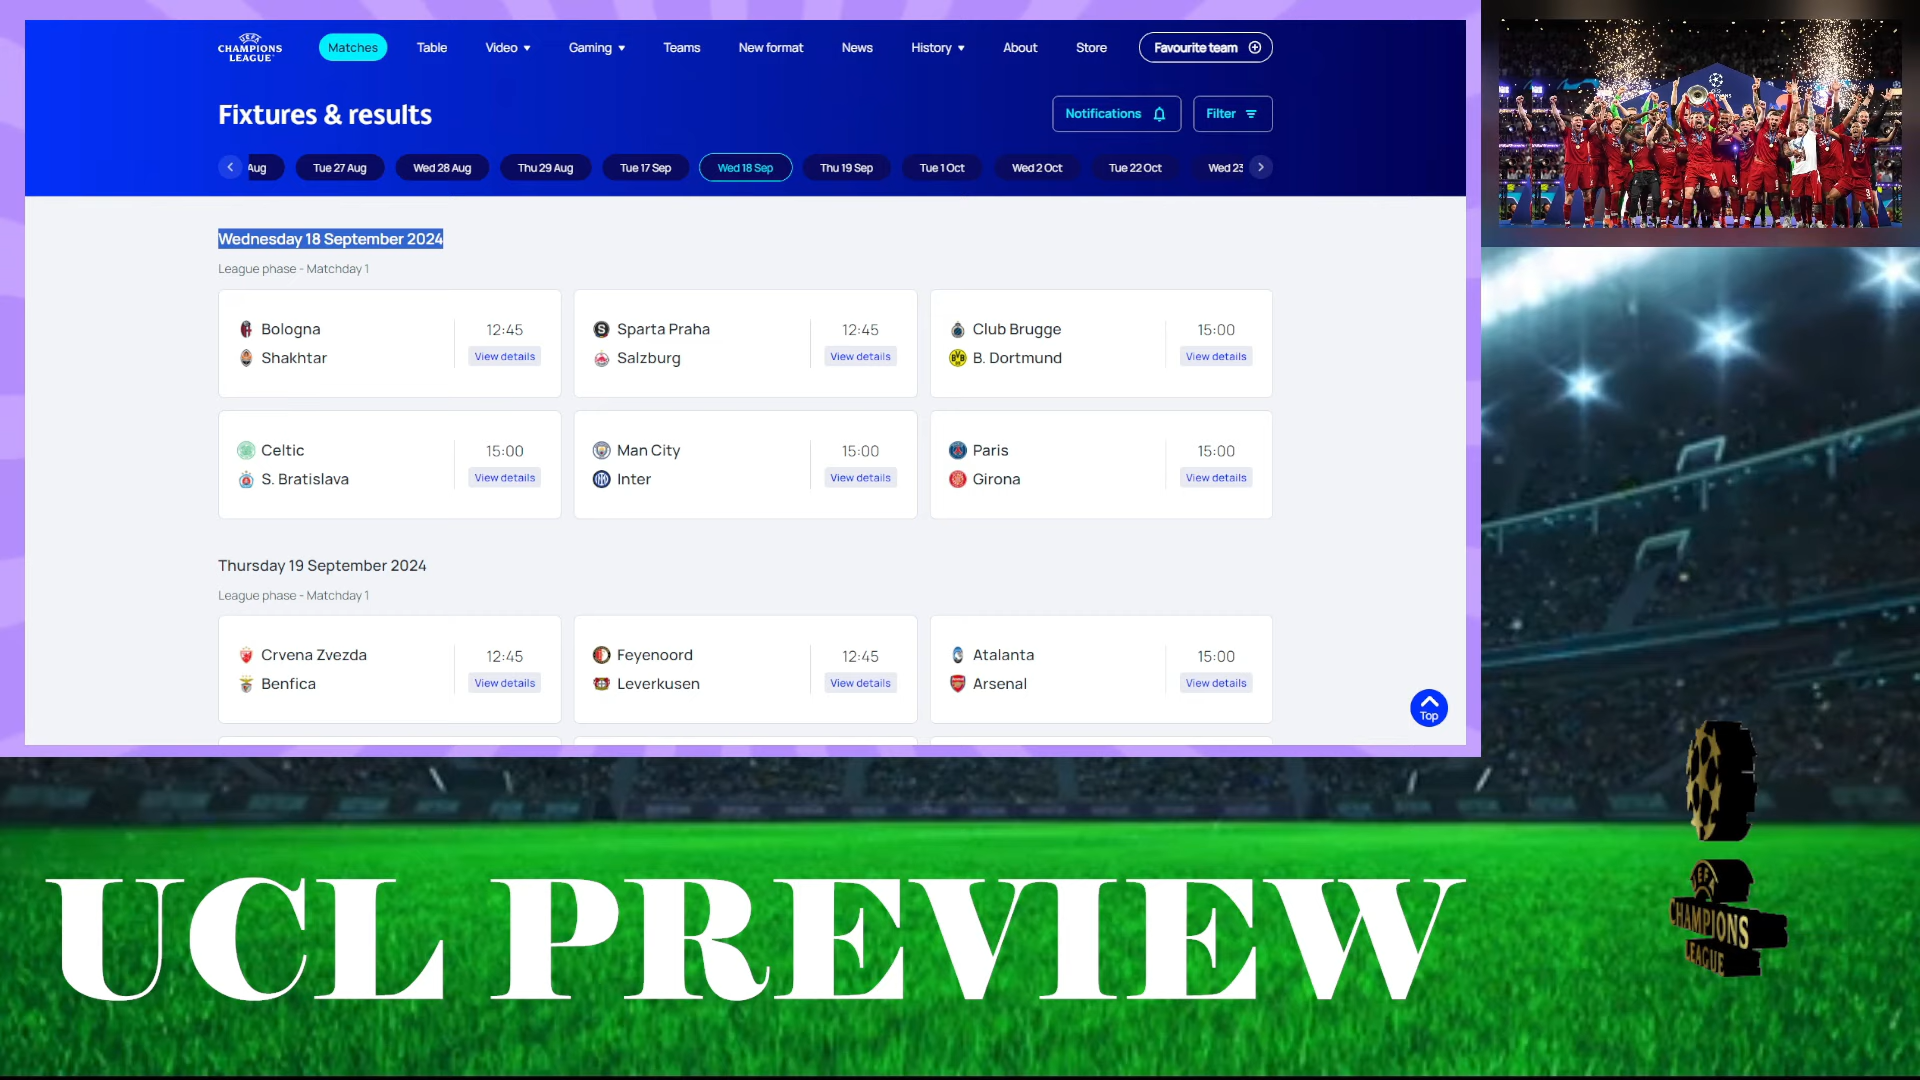 UEFA
CHAMPIONS
LEAGUE
Matches
Table
Video
Gaming
Teams
New format
News
History
About
Store
Favourite team
Fixtures & results
Notifications
Filter
Aug
Tue 27 Aug
Wed 28 Aug
Thu 29 Aug
Tue 17 Sep
Wed 18 Sep
Thu 19 Sep
Tue 1 Oct
Wed 2 Oct
Tue 22 Oct
Wed 23
Wednesday 18 September 2024
League phase - Matchday 1
Bologna
12:45
Shakhtar
View details
Sparta Praha
12:45
Salzburg
View details
Club Brugge
15:00
B. Dortmund
View details
Celtic
15:00
S. Bratislava
View details
Man City
15:00
Inter
View details
Paris
15:00
Girona
View details
Thursday 19 September 2024
League phase - Matchday 1
Crvena Zvezda
12:45
Benfica
View details
Feyenoord
12:45
Leverkusen
View details
Atalanta
15:00
Arsenal
View details
Top
UCL PREVIEW
UEFA
CHAMPIONS
LEAGUE